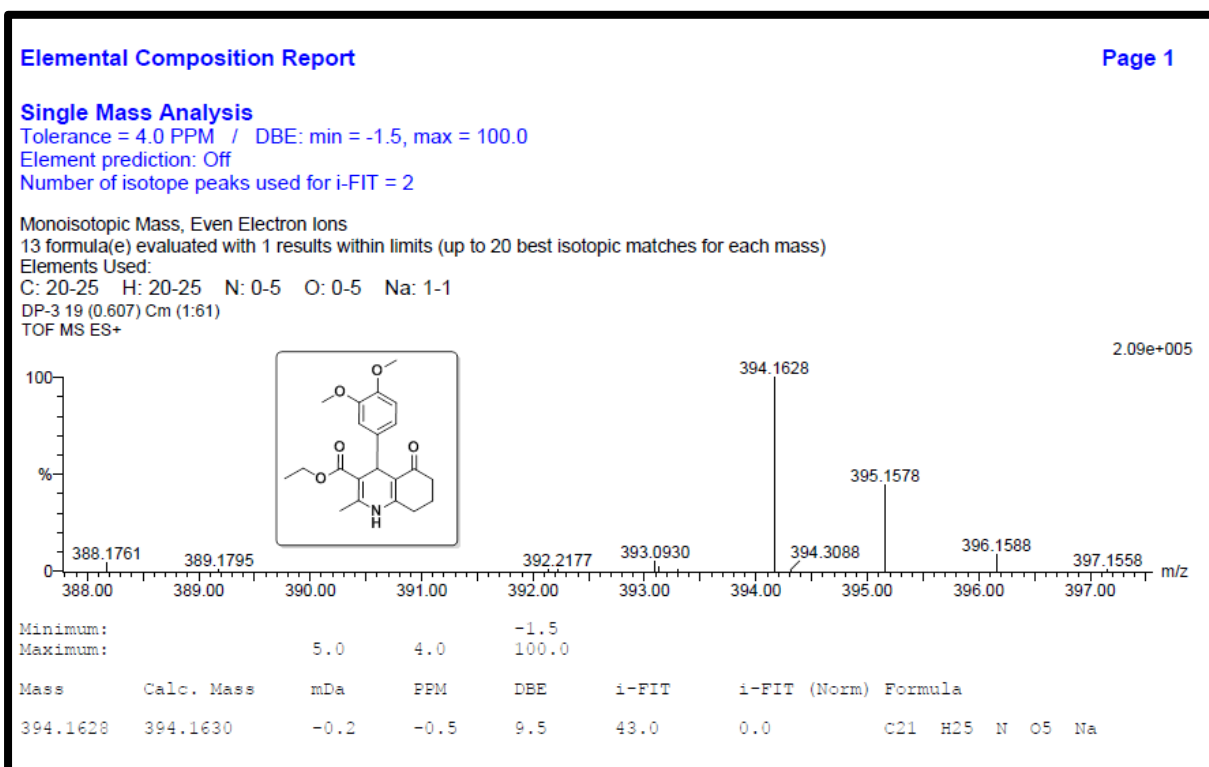 Elemental Composition Report Page 1
Single Mass Analysis
Tolerance = 4.0 PPM / DBE: min = -1.5, max = 100.0
Element prediction: Off
Number of isotope peaks used for i-FIT = 2
Monoisotopic Mass, Even Electron Ions
13 formula(e) evaluated with 1 results within limits (up to 20 best isotopic matches for each mass)
Elements Used:
C: 20-25 H: 20-25 N: 0-5 O: 0-5 Na: 1-1
DP-3 19 (0.607) Cm (1:61)
TOF MS ES+
2.09e+005
100
%
0
O
O
O
O
O
N
H
388.1761
389.1795
392.2177
393.0930
394.1628
394.3088
395.1578
396.1588
397.1558
m/z
388.00 389.00 390.00 391.00 392.00 393.00 394.00 395.00 396.00 397.00
Minimum: -1.5
Maximum: 5.0 4.0 100.0
Mass Calc. Mass mDa PPM DBE i-FIT i-FIT (Norm) Formula
394.1628 394.1630 -0.2 -0.5 9.5 43.0 0.0 C21 H25 N O5 Na